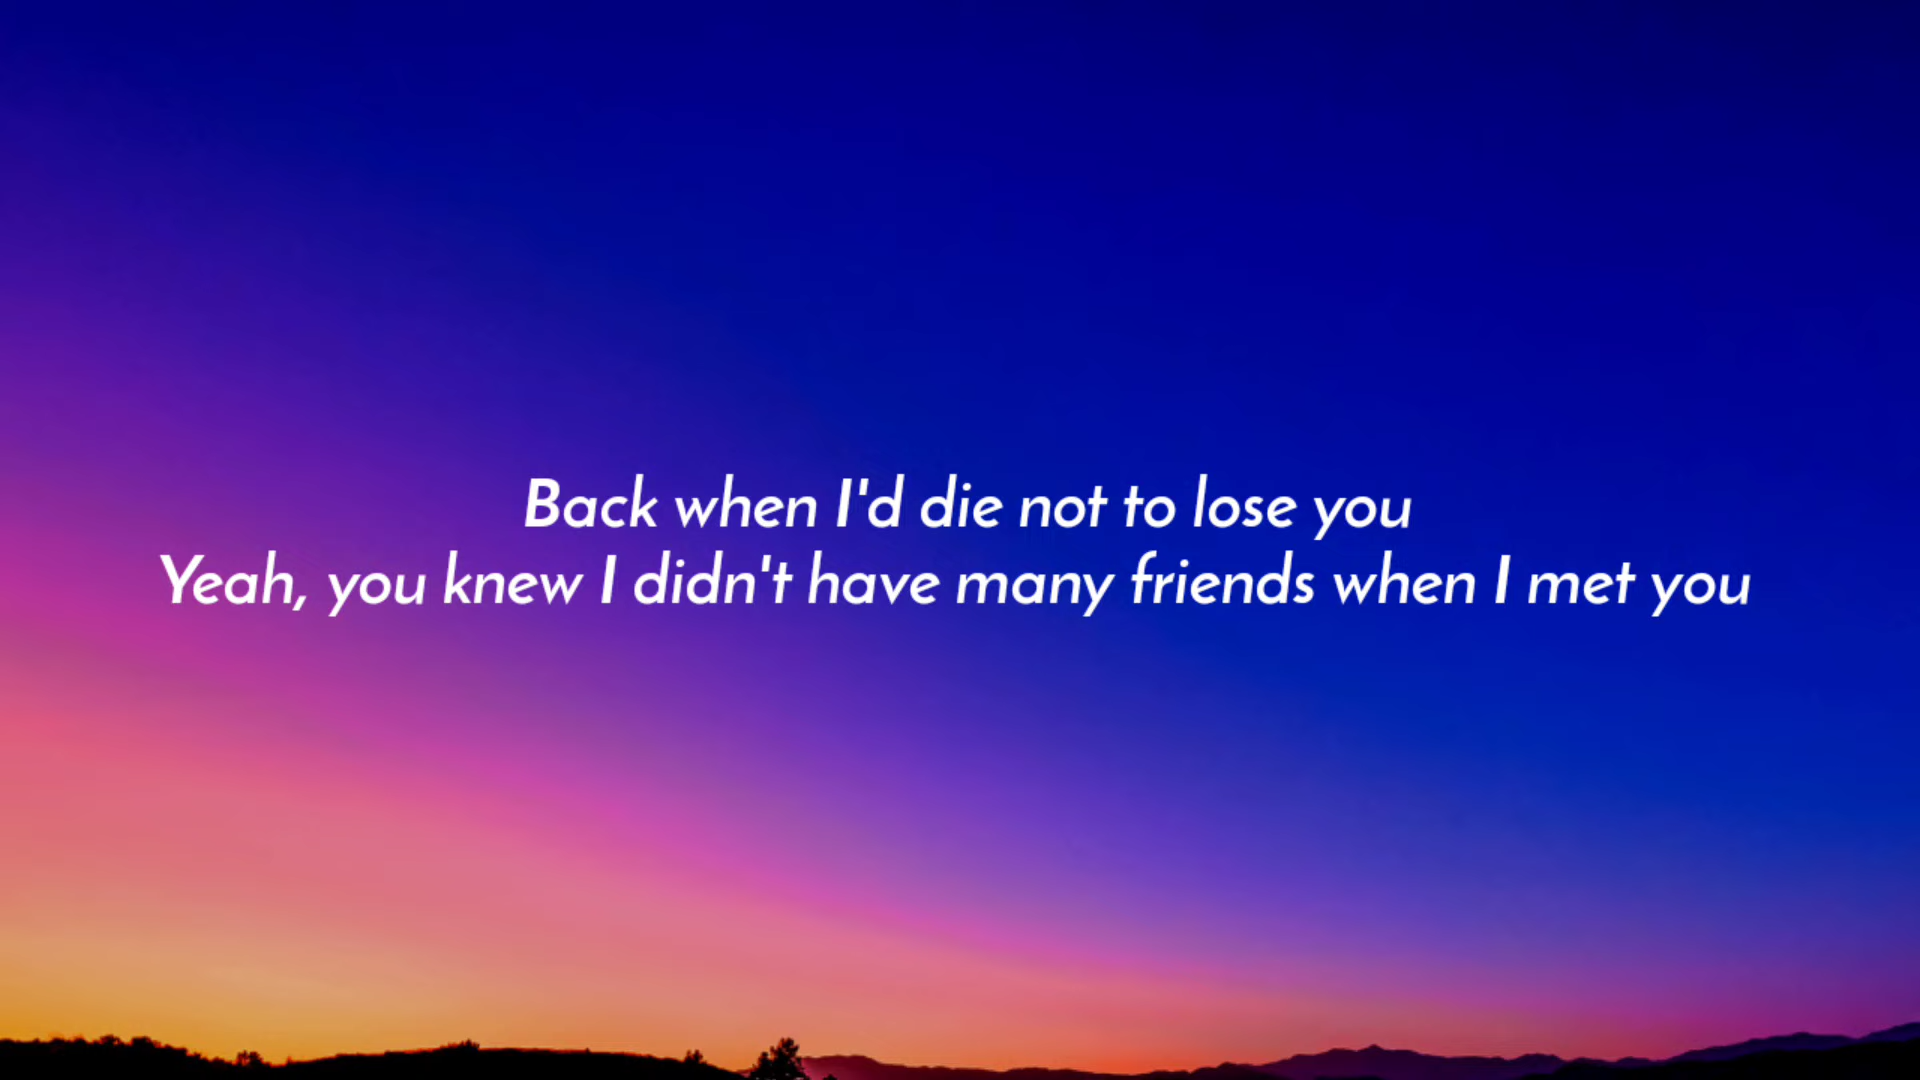 Back when I'd die not to lose you
Yeah, you knew I didn't have many friends when I met you